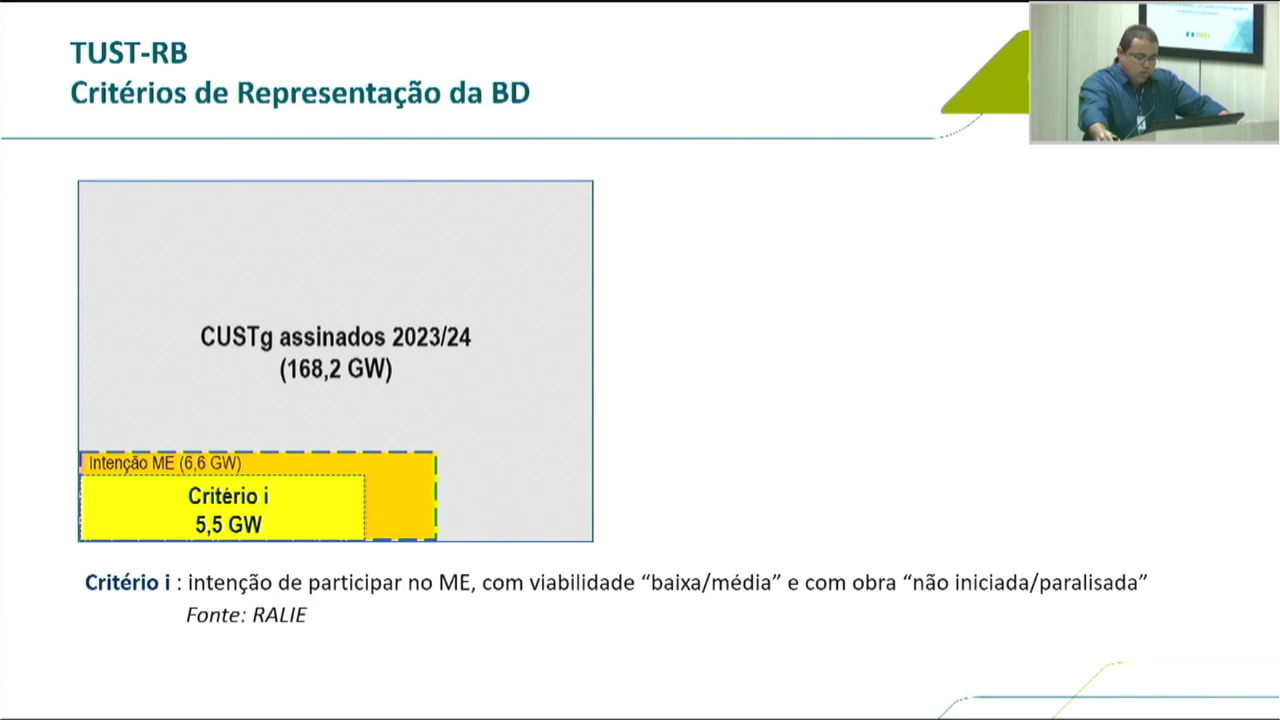 TUST-RB
Critérios de Representação da BD
CUSTg assinados 2023/24
(168,2 GW)
Intenção ME (6,6 GW)
Critério i
5,5 GW
Critério i : intenção de participar no ME, com viabilidade “baixa/média” e com obra “não iniciada/paralisada”
Fonte: RALIE